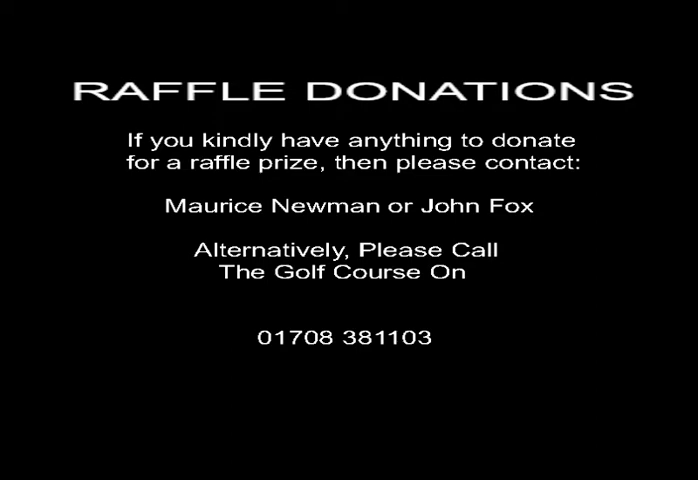 RAFFLE DONATIONS
If you kindly have anything to donate
for a raffle prize, then please contact:
Maurice Newman or John Fox
Alternatively, Please Call
The Golf Course On
01708 381103